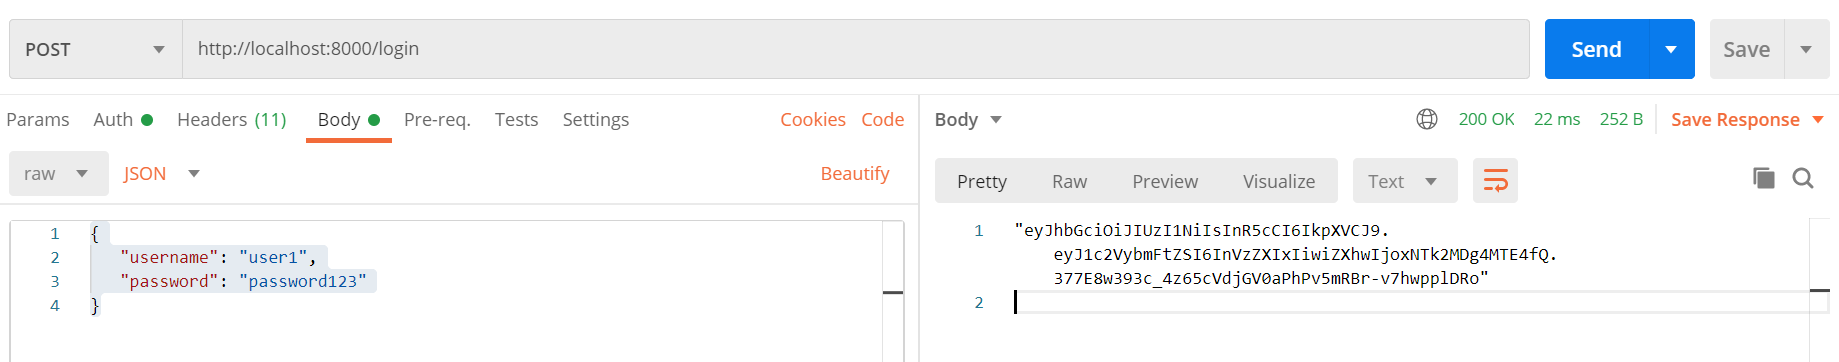 POST http://localhost:8000/login Send Save
Params Auth Headers (11) Body Pre-req. Tests Settings Cookies Code
raw JSON Beautify
1 {
2 "username": "user1",
3 "password": "password123"
4 }
Body 200 OK 22 ms 252 B Save Response
Pretty Raw Preview Visualize Text
1 "eyJhbGciOiJIUzI1NiIsInR5cCI6IkpXVCJ9.
eyJ1c2VybmFtZSI6InVzZXIxIiwiZXhwIjoxNTk2MDg4MTE4fQ.
377E8w393c_4z65cVdjGV0aPhPv5mRBr-v7hwpplDRo"
2